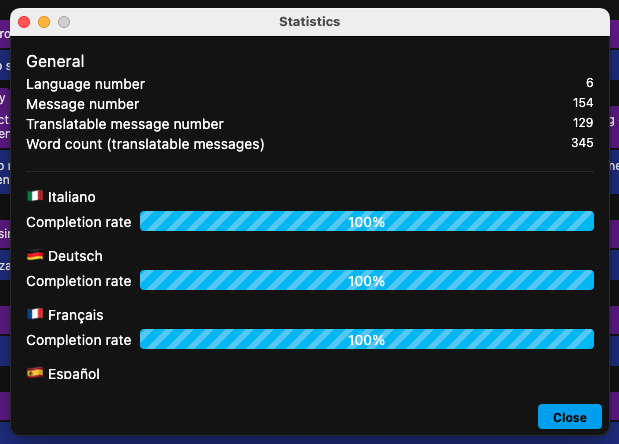 Statistics
General
Language number 6
Message number 154
Translatable message number 129
Word count (translatable messages) 345
Italiano
Completion rate 100%
Deutsch
Completion rate 100%
Français
Completion rate 100%
Español
Close